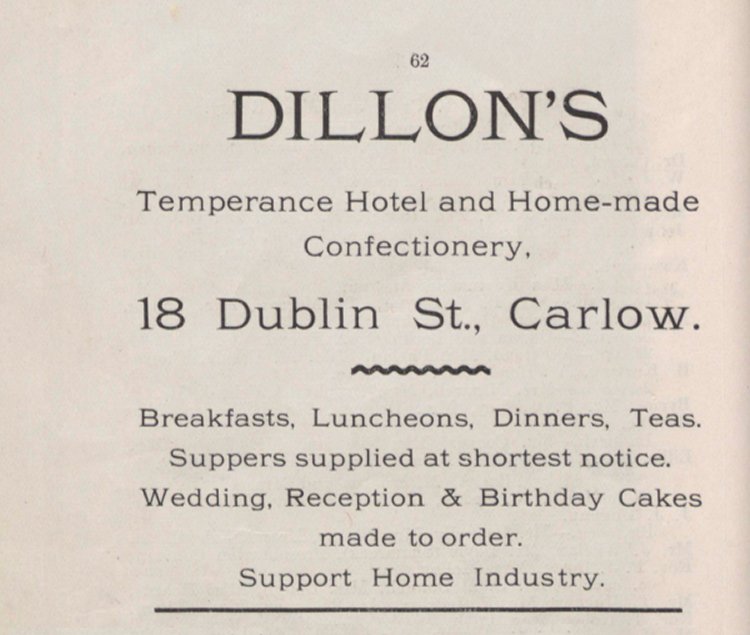 62
DILLON'S
Temperance Hotel and Home-made
Confectionery,
18 Dublin St., Carlow.
Breakfasts, Luncheons, Dinners, Teas.
Suppers supplied at shortest notice.
Wedding, Reception & Birthday Cakes
made to order.
Support Home Industry.